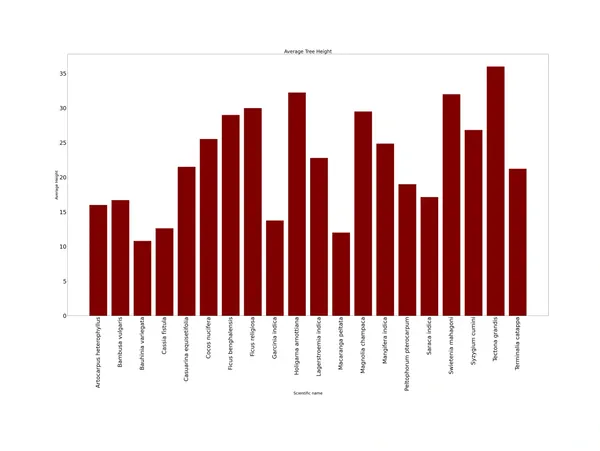 Average Tree Height
35
30
25
20
15
10
5
0
Average Height
Artocarpus heterophyllus
Bambusa vulgaris
Bauhinia variegata
Cassia fistula
Casuarina equisetifolia
Cocos nucifera
Ficus benghalensis
Ficus religiosa
Garcinia indica
Holigarna arnottiana
Lagerstroemia indica
Macaranga peltata
Magnolia champaca
Mangifera indica
Peltophorum pterocarpum
Saraca indica
Swietenia mahagoni
Syzygium cumini
Tectona grandis
Terminalia catappa
Scientific name